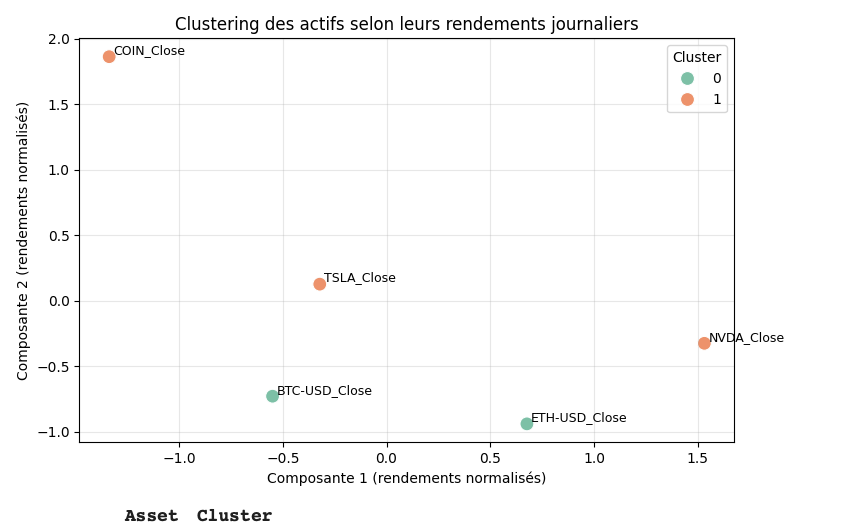 Clustering des actifs selon leurs rendements journaliers
Composante 2 (rendements normalisés)
2.0
1.5
1.0
0.5
0.0
−0.5
−1.0
COIN_Close
TSLA_Close
NVDA_Close
BTC-USD_Close
ETH-USD_Close
Cluster
0
1
−1.0 −0.5 0.0 0.5 1.0 1.5
Composante 1 (rendements normalisés)
Asset Cluster